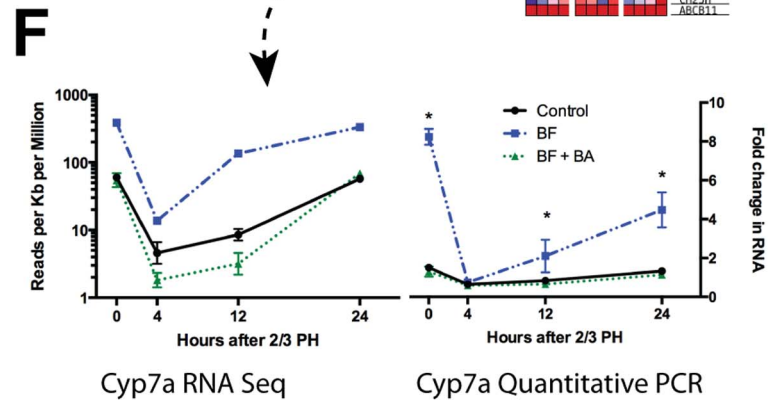 F
ABCB11
1000
100
10
1
Reads per Kb per Million
0 4 12 24
Hours after 2/3 PH
Cyp7a RNA Seq
*
*
*
Control
BF
BF + BA
10
8
6
4
2
0
Fold change in RNA
0 4 12 24
Hours after 2/3 PH
Cyp7a Quantitative PCR